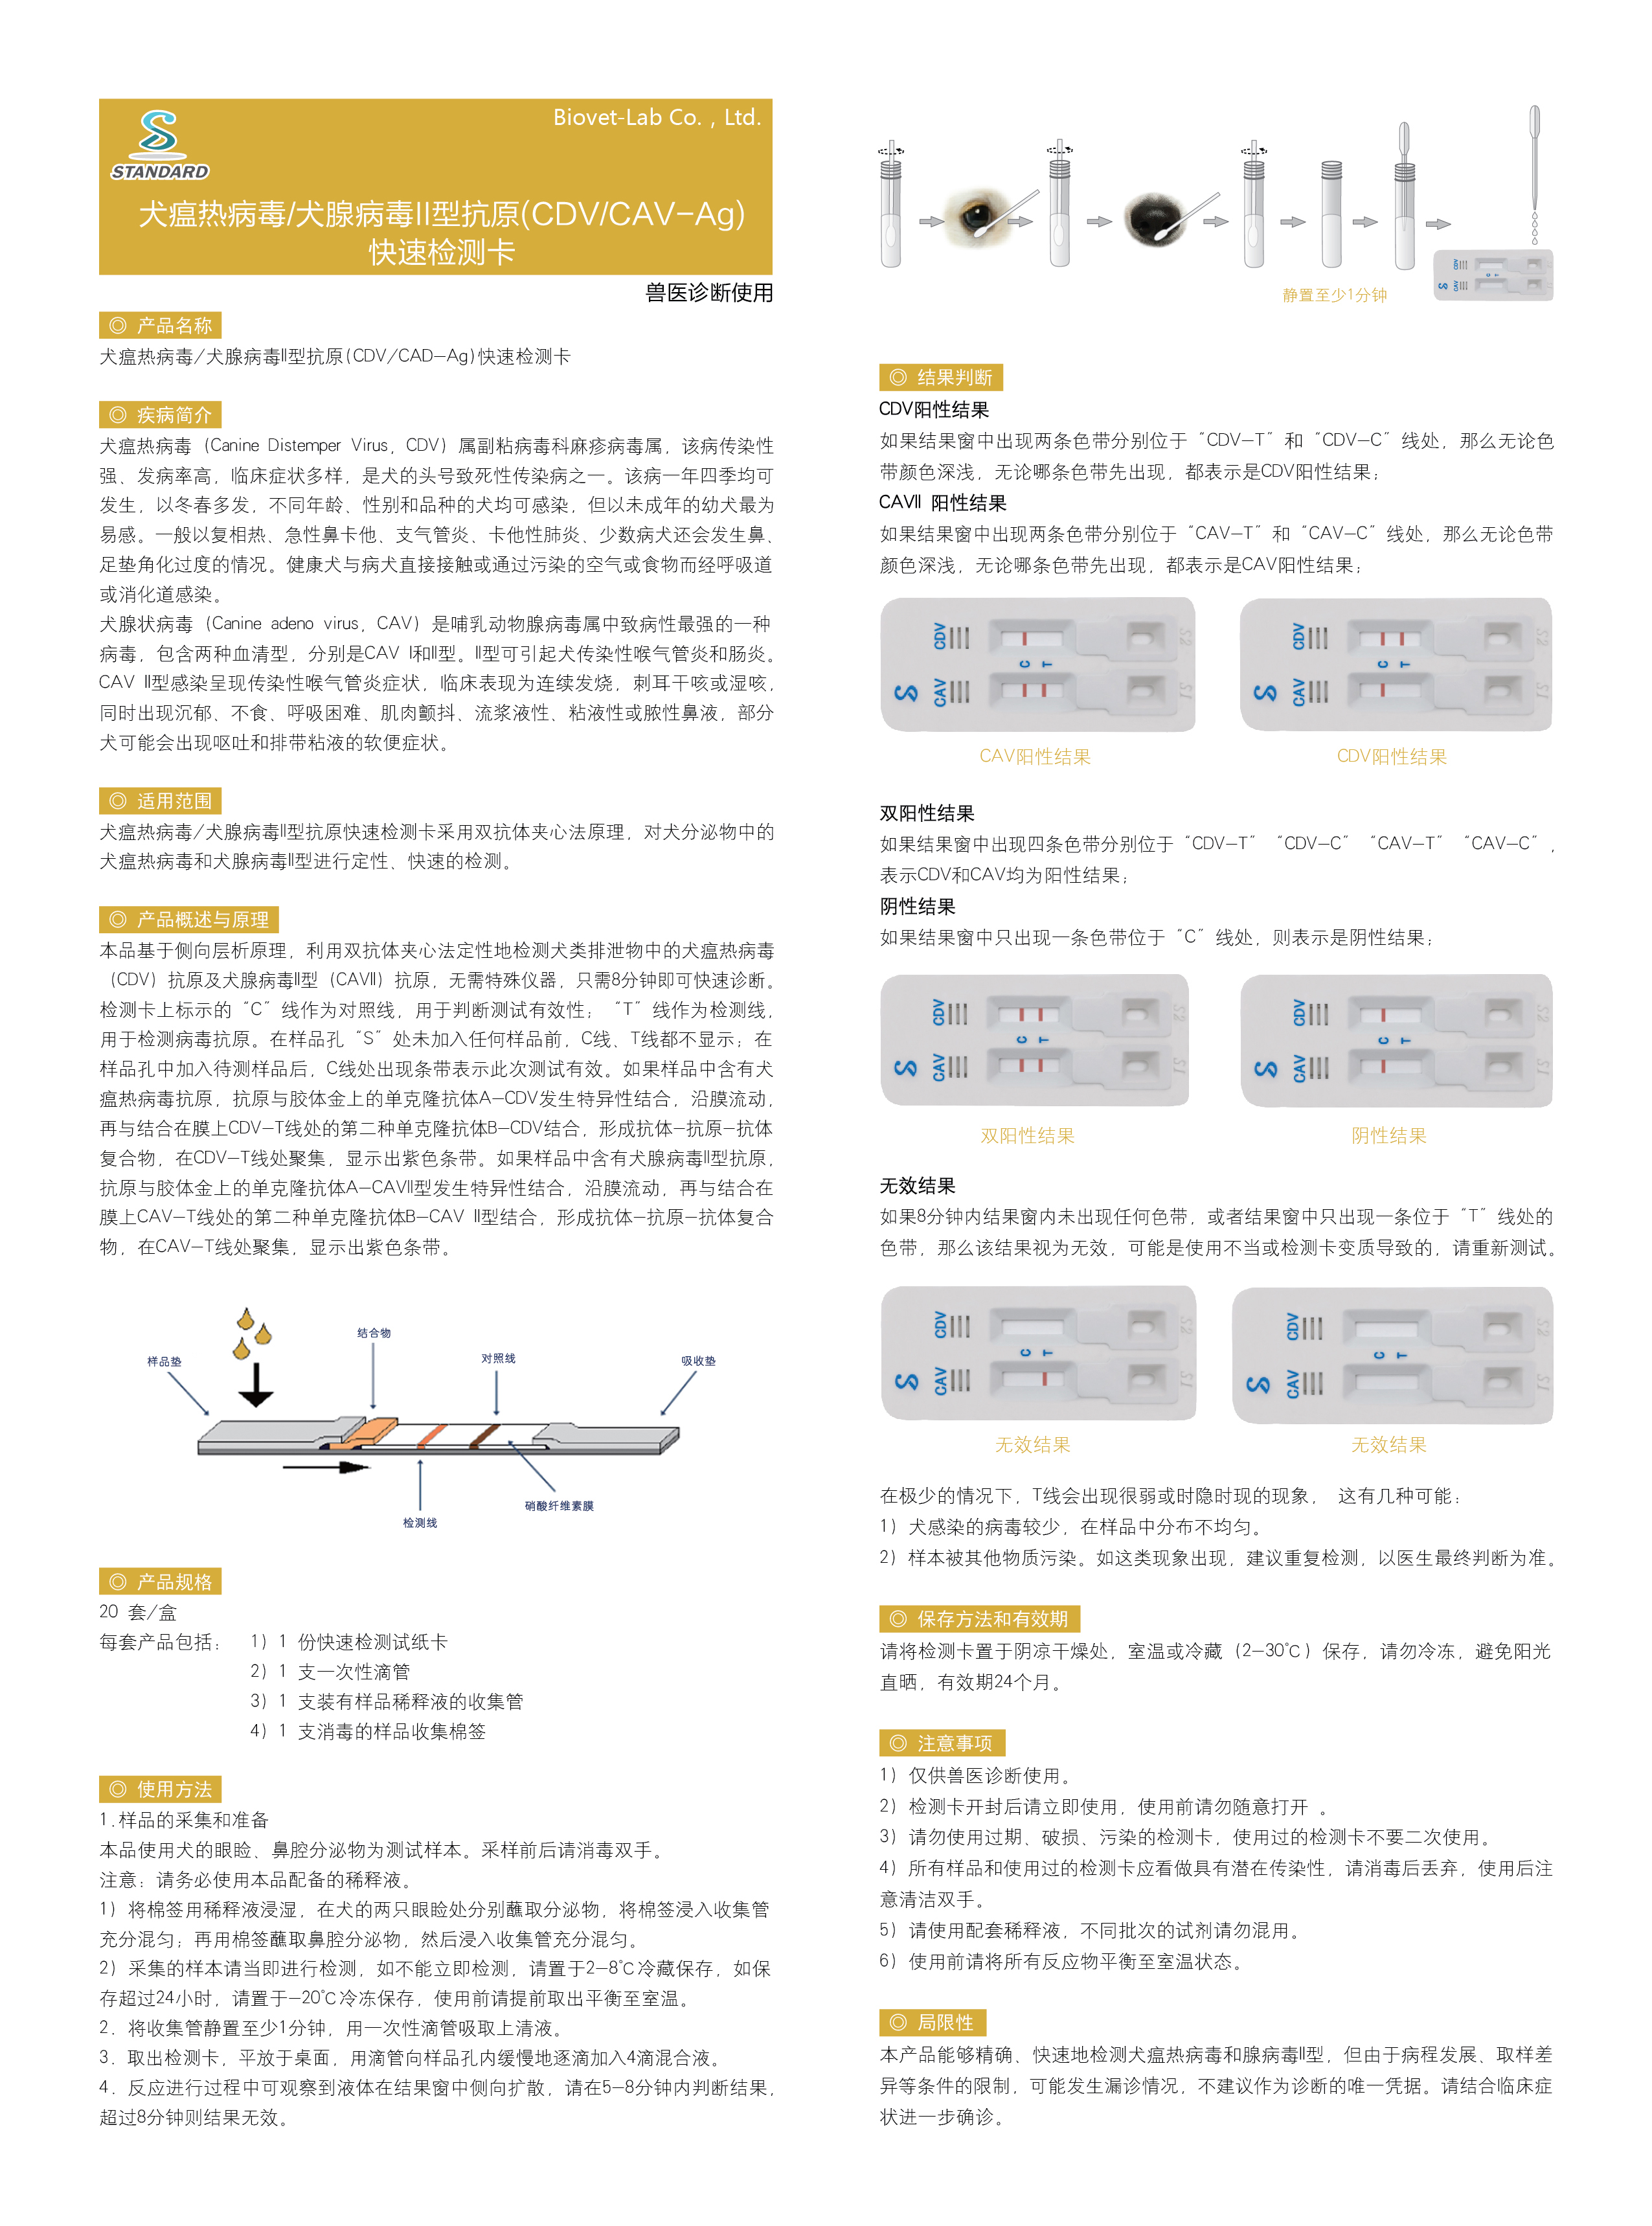 Biovet-Lab Co. , Ltd.
STANDARD
犬瘟热病毒/犬腺病毒II型抗原(CDV/CAV-Ag)
快速检测卡
兽医诊断使用
◎ 产品名称
犬瘟热病毒/犬腺病毒II型抗原(CDV/CAD-Ag)快速检测卡
◎ 疾病简介
犬瘟热病毒（Canine Distemper Virus，CDV）属副粘病毒科麻疹病毒属，该病传染性
强、发病率高，临床症状多样，是犬的头号致死性传染病之一。该病一年四季均可
发生，以冬春多发，不同年龄、性别和品种的犬均可感染，但以未成年的幼犬最为
易感。一般以复相热、急性鼻卡他、支气管炎、卡他性肺炎、少数病犬还会发生鼻、
足垫角化过度的情况。健康犬与病犬直接接触或通过污染的空气或食物而经呼吸道
或消化道感染。
犬腺状病毒（Canine adeno virus，CAV）是哺乳动物腺病毒属中致病性最强的一种
病毒，包含两种血清型，分别是CAV I和II型。II型可引起犬传染性喉气管炎和肠炎。
CAV II型感染呈现传染性喉气管炎症状，临床表现为连续发烧，刺耳干咳或湿咳，
同时出现沉郁、不食、呼吸困难、肌肉颤抖、流浆液性、粘液性或脓性鼻液，部分
犬可能会出现呕吐和排带粘液的软便症状。
◎ 适用范围
犬瘟热病毒/犬腺病毒II型抗原快速检测卡采用双抗体夹心法原理，对犬分泌物中的
犬瘟热病毒和犬腺病毒II型进行定性、快速的检测。
◎ 产品概述与原理
本品基于侧向层析原理，利用双抗体夹心法定性地检测犬类排泄物中的犬瘟热病毒
（CDV）抗原及犬腺病毒II型（CAVII）抗原，无需特殊仪器，只需8分钟即可快速诊断。
检测卡上标示的“C”线作为对照线，用于判断测试有效性；“T”线作为检测线，
用于检测病毒抗原。在样品孔“S”处未加入任何样品前，C线、T线都不显示；在
样品孔中加入待测样品后，C线处出现条带表示此次测试有效。如果样品中含有犬
瘟热病毒抗原，抗原与胶体金上的单克隆抗体A-CDV发生特异性结合，沿膜流动，
再与结合在膜上CDV-T线处的第二种单克隆抗体B-CDV结合，形成抗体-抗原-抗体
复合物，在CDV-T线处聚集，显示出紫色条带。如果样品中含有犬腺病毒II型抗原，
抗原与胶体金上的单克隆抗体A-CAVII型发生特异性结合，沿膜流动，再与结合在
膜上CAV-T线处的第二种单克隆抗体B-CAV II型结合，形成抗体-抗原-抗体复合
物，在CAV-T线处聚集，显示出紫色条带。
结合物
样品垫
对照线
吸收垫
硝酸纤维素膜
检测线
◎ 产品规格
20 套/盒
每套产品包括： 1）1 份快速检测试纸卡
2）1 支一次性滴管
3）1 支装有样品稀释液的收集管
4）1 支消毒的样品收集棉签
◎ 使用方法
1.样品的采集和准备
本品使用犬的眼睑、鼻腔分泌物为测试样本。采样前后请消毒双手。
注意：请务必使用本品配备的稀释液。
1）将棉签用稀释液浸湿，在犬的两只眼睑处分别蘸取分泌物，将棉签浸入收集管
充分混匀；再用棉签蘸取鼻腔分泌物，然后浸入收集管充分混匀。
2）采集的样本请当即进行检测，如不能立即检测，请置于2-8℃冷藏保存，如保
存超过24小时，请置于-20℃冷冻保存，使用前请提前取出平衡至室温。
2．将收集管静置至少1分钟，用一次性滴管吸取上清液。
3．取出检测卡，平放于桌面，用滴管向样品孔内缓慢地逐滴加入4滴混合液。
4．反应进行过程中可观察到液体在结果窗中侧向扩散，请在5-8分钟内判断结果，
超过8分钟则结果无效。
CDV C T
S CAV
静置至少1分钟
◎ 结果判断
CDV阳性结果
如果结果窗中出现两条色带分别位于“CDV-T”和“CDV-C”线处，那么无论色
带颜色深浅，无论哪条色带先出现，都表示是CDV阳性结果；
CAVII 阳性结果
如果结果窗中出现两条色带分别位于“CAV-T”和“CAV-C”线处，那么无论色带
颜色深浅，无论哪条色带先出现，都表示是CAV阳性结果；
CDV S2
C T
S CAV S1
CDV S2
C T
S CAV S1
CAV阳性结果
CDV阳性结果
双阳性结果
如果结果窗中出现四条色带分别位于“CDV-T”“CDV-C”“CAV-T”“CAV-C”，
表示CDV和CAV均为阳性结果；
阴性结果
如果结果窗中只出现一条色带位于“C”线处，则表示是阴性结果；
CDV S2
C T
S CAV S1
CDV S2
C T
S CAV S1
双阳性结果
阴性结果
无效结果
如果8分钟内结果窗内未出现任何色带，或者结果窗中只出现一条位于“T”线处的
色带，那么该结果视为无效，可能是使用不当或检测卡变质导致的，请重新测试。
CDV S2
C T
S CAV S1
CDV S2
C T
S CAV S1
无效结果
无效结果
在极少的情况下，T线会出现很弱或时隐时现的现象， 这有几种可能：
1）犬感染的病毒较少，在样品中分布不均匀。
2）样本被其他物质污染。如这类现象出现，建议重复检测，以医生最终判断为准。
◎ 保存方法和有效期
请将检测卡置于阴凉干燥处，室温或冷藏（2-30℃）保存，请勿冷冻，避免阳光
直晒，有效期24个月。
◎ 注意事项
1）仅供兽医诊断使用。
2）检测卡开封后请立即使用，使用前请勿随意打开 。
3）请勿使用过期、破损、污染的检测卡，使用过的检测卡不要二次使用。
4）所有样品和使用过的检测卡应看做具有潜在传染性，请消毒后丢弃，使用后注
意清洁双手。
5）请使用配套稀释液，不同批次的试剂请勿混用。
6）使用前请将所有反应物平衡至室温状态。
◎ 局限性
本产品能够精确、快速地检测犬瘟热病毒和腺病毒II型，但由于病程发展、取样差
异等条件的限制，可能发生漏诊情况，不建议作为诊断的唯一凭据。请结合临床症
状进一步确诊。